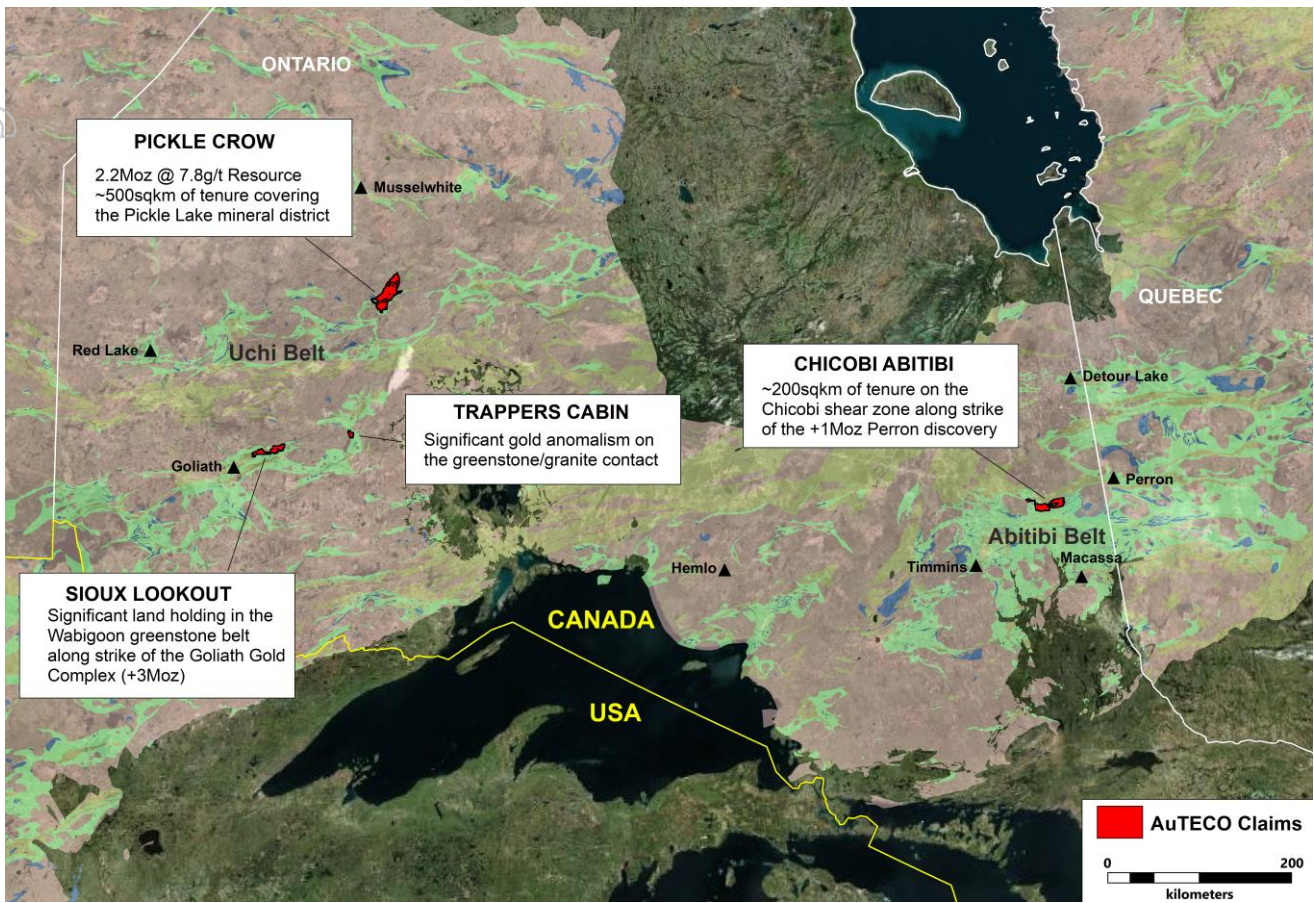 ONTARIO
PICKLE CROW
2.2Moz @ 7.8g/t Resource
~500sqkm of tenure covering
the Pickle Lake mineral district
Musselwhite
QUEBEC
Red Lake
Uchi Belt
CHICOBI ABITIBI
~200sqkm of tenure on the
Chicobi shear zone along strike
of the +1Moz Perron discovery
Detour Lake
TRAPPERS CABIN
Significant gold anomalism on
the greenstone/granite contact
Goliath
Perron
Abitibi Belt
Hemlo
Timmins
Macassa
SIOUX LOOKOUT
Significant land holding in the
Wabigoon greenstone belt
along strike of the Goliath Gold
Complex (+3Moz)
CANADA
USA
AuTECO Claims
0 200
kilometers